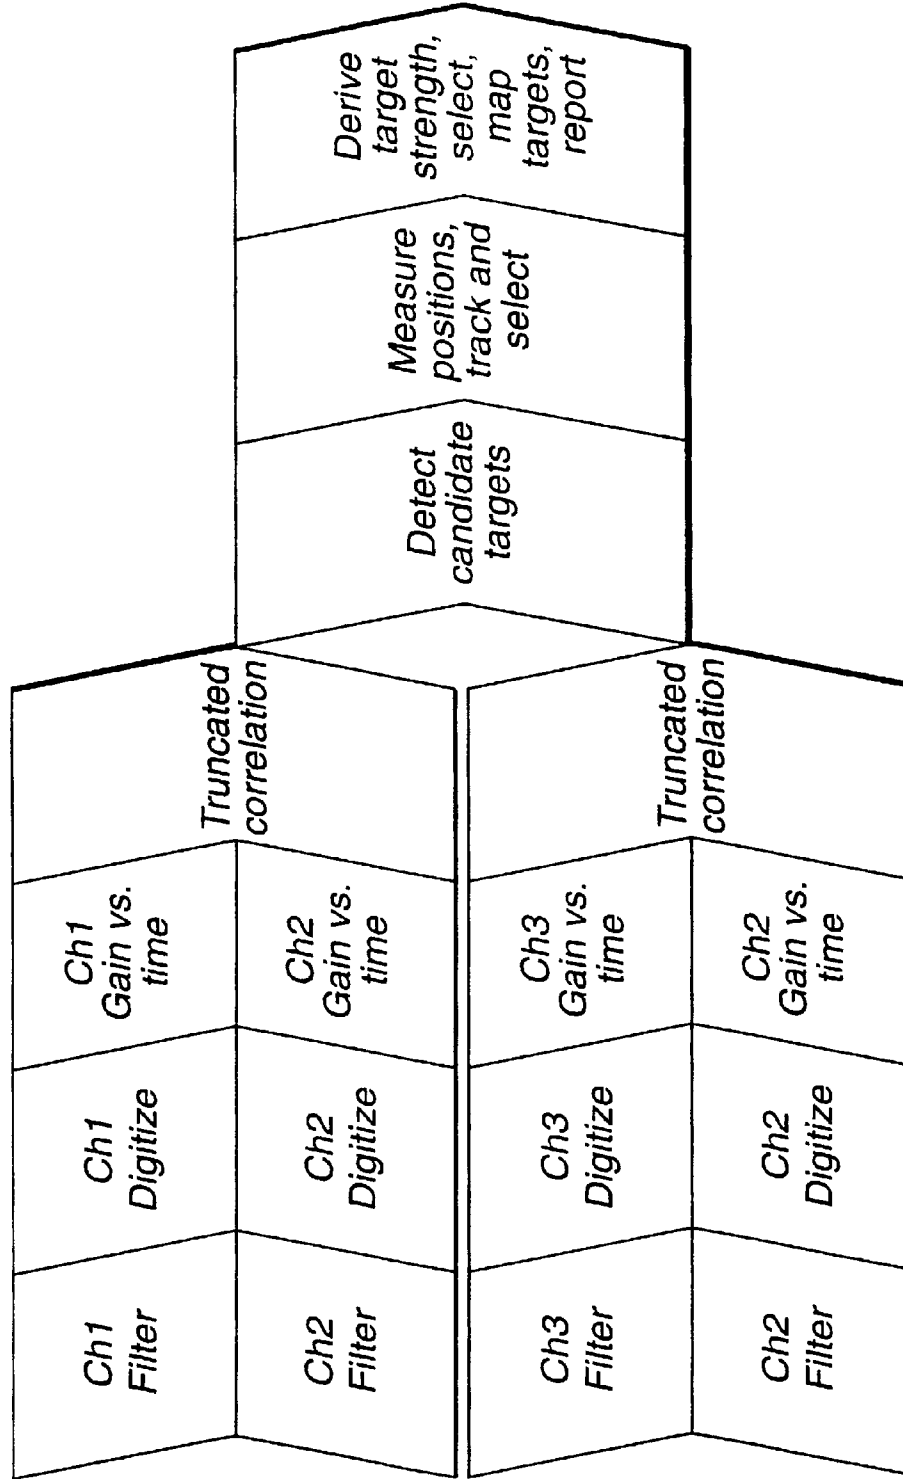 Ch1
Filter
Ch1
Digitize
Ch1
Gain vs.
time
Ch2
Filter
Ch2
Digitize
Ch2
Gain vs.
time
Truncated
correlation
Ch3
Filter
Ch3
Digitize
Ch3
Gain vs.
time
Ch2
Filter
Ch2
Digitize
Ch2
Gain vs.
time
Truncated
correlation
Detect
candidate
targets
Measure
positions,
track and
select
Derive
target
strength,
select,
map
targets,
report